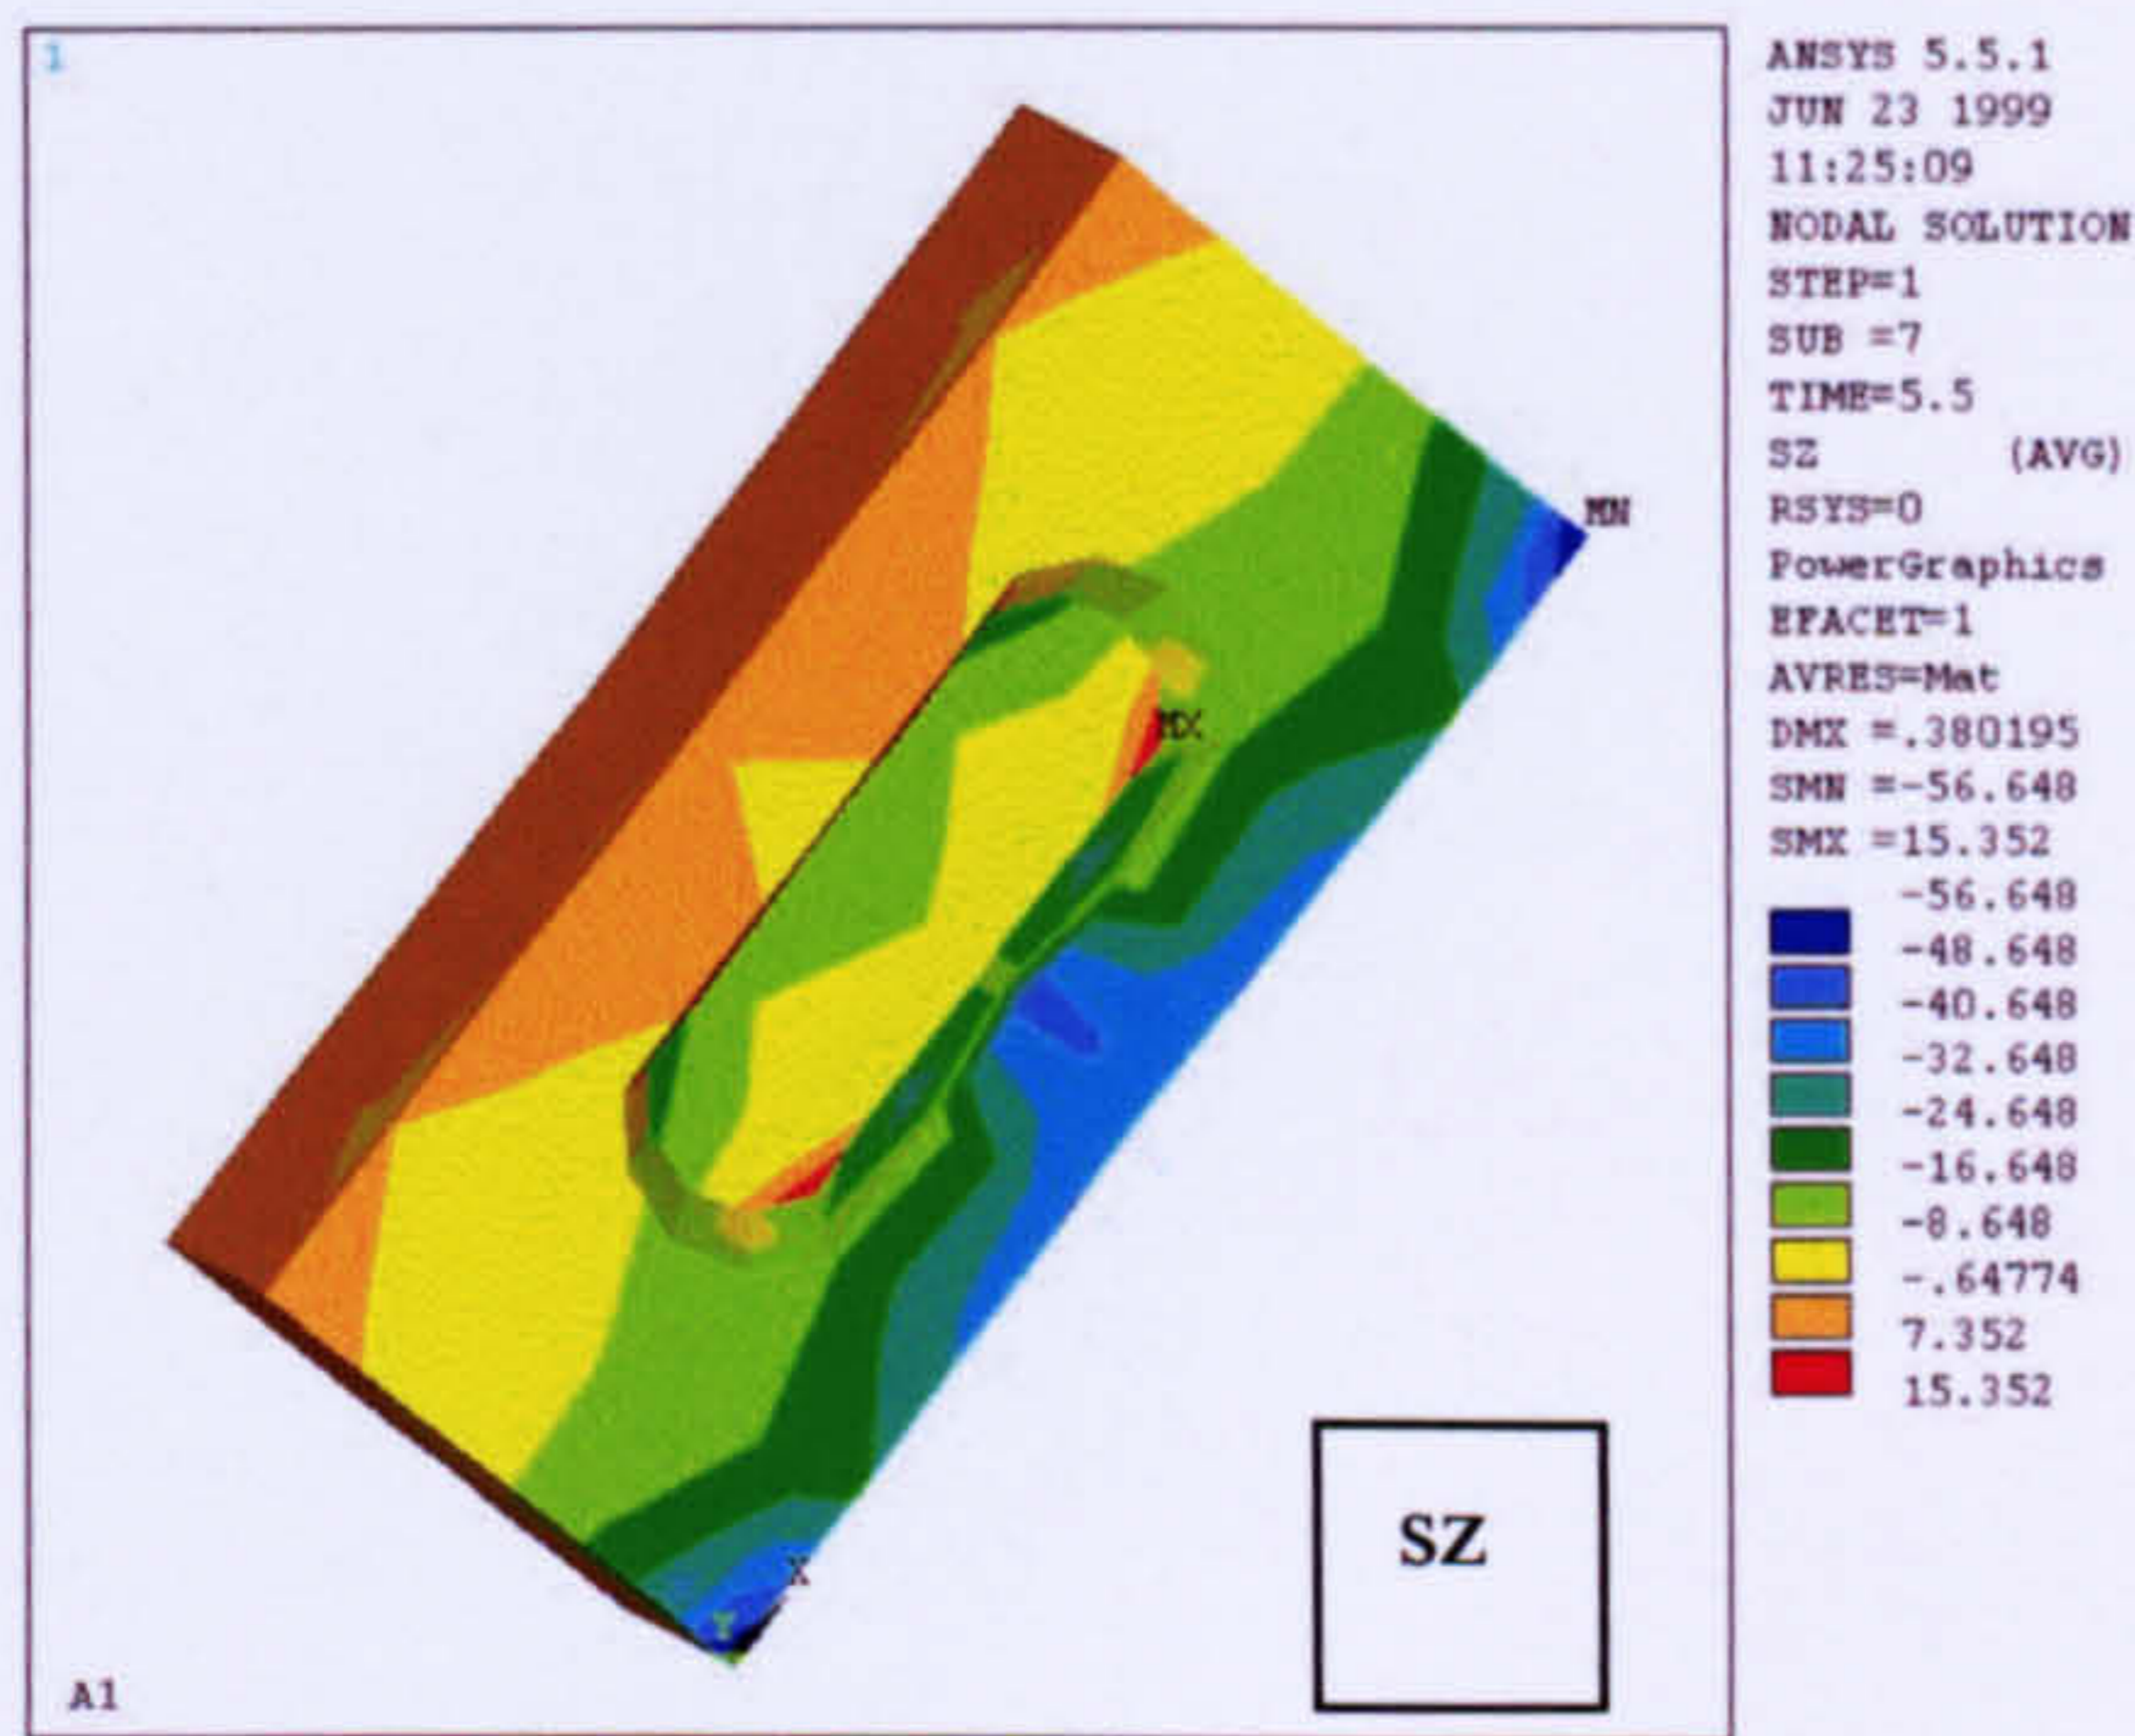 1
ANSYS 5.5.1
JUN 23 1999
11:25:09
NODAL SOLUTION
STEP=1
SUB =7
TIME=5.5
SZ (AVG)
RSYS=0
PowerGraphics
EFACET=1
AVRES=Mat
DMX =.380195
SMN =-56.648
SMX =15.352
-56.648
-48.648
-40.648
-32.648
-24.648
-16.648
-8.648
-.64774
7.352
15.352
MN
MX
X
Y
SZ
A1